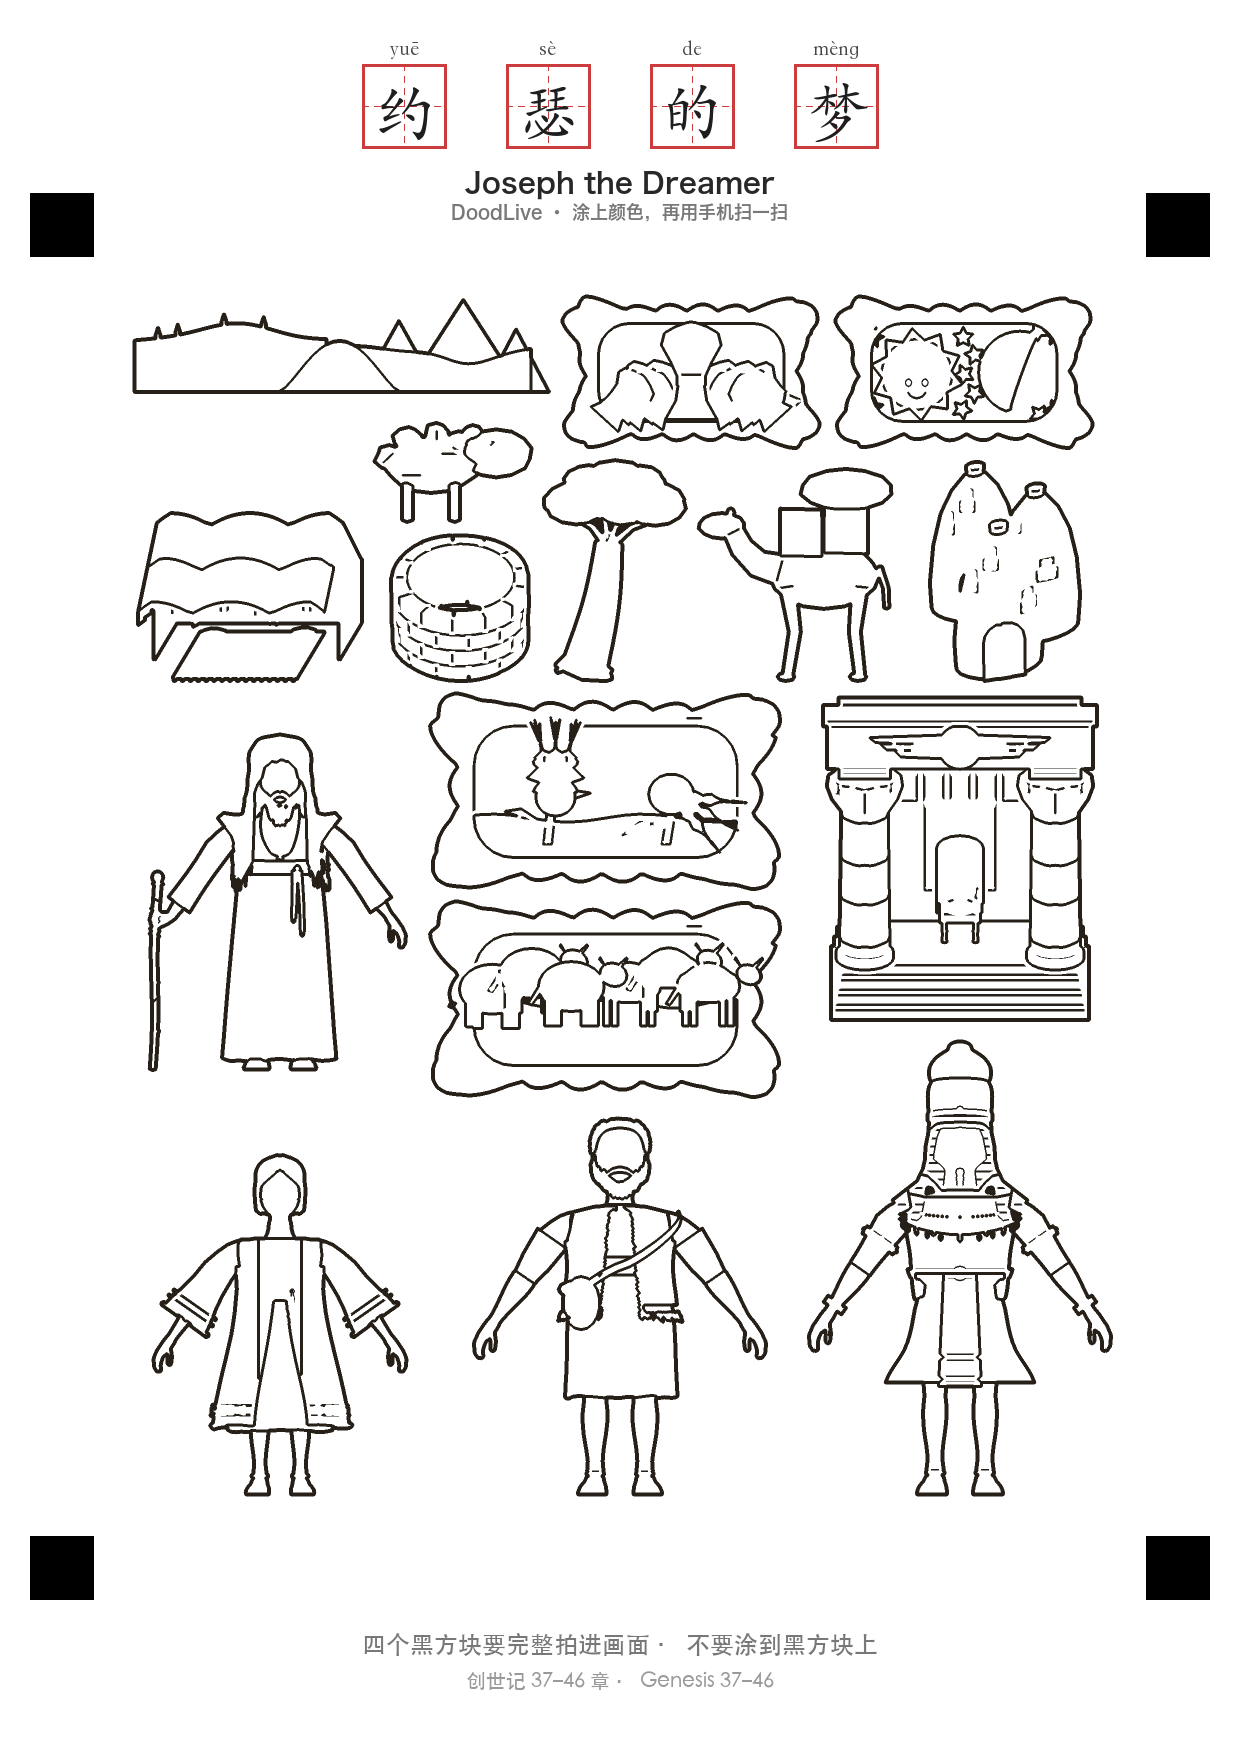 yuē sè de mèng
约瑟的梦
Joseph the Dreamer
DoodLive · 涂上颜色，再用手机扫一扫
四个黑方块要完整拍进画面 · 不要涂到黑方块上
创世记 37–46 章 · Genesis 37–46